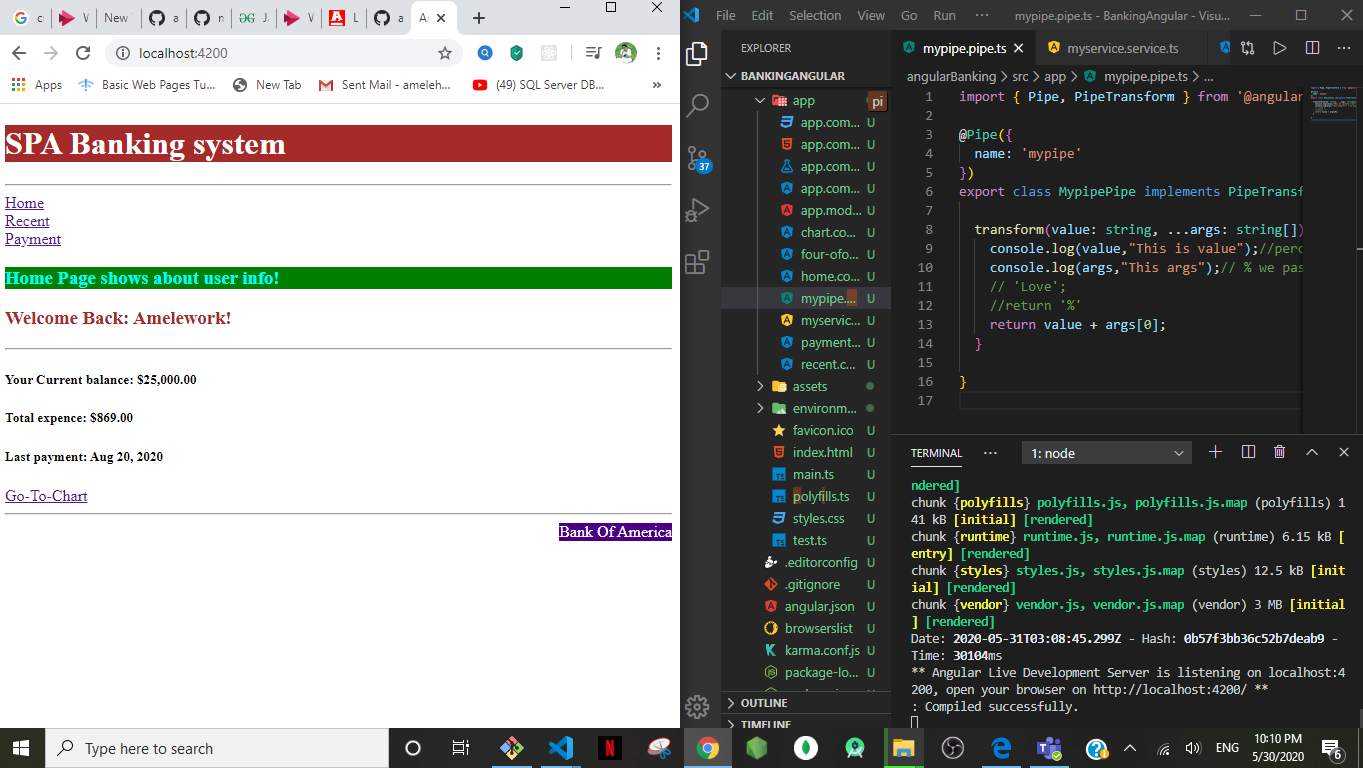 c
W
New
a
n
J
W
L
a
A
localhost:4200
Apps
Basic Web Pages Tu...
New Tab
Sent Mail - ameleh...
(49) SQL Server DB...
»
SPA Banking system
Home
Recent
Payment
Home Page shows about user info!
Welcome Back: Amelework!
Your Current balance: $25,000.00
Total expence: $869.00
Last payment: Aug 20, 2020
Go-To-Chart
Bank Of America
File Edit Selection View Go Run ··· mypipe.pipe.ts - BankingAngular - Visu...
EXPLORER
BANKINGANGULAR
pi
app
app.com... U
app.com... U
app.com... U
app.com... U
app.mod... U
chart.co... U
four-ofo... U
home.co... U
mypipe.... U
myservic... U
payment... U
recent.c... U
assets
environm...
favicon.ico U
index.html U
main.ts U
polyfills.ts U
styles.css U
test.ts U
.editorconfig U
.gitignore U
angular.json U
browserslist U
karma.conf.js U
package-lo... U
OUTLINE
TIMELINE
37
mypipe.pipe.ts
myservice.service.ts
angularBanking > src > app > mypipe.pipe.ts > ...
1 import { Pipe, PipeTransform } from '@angular
2
3 @Pipe({
4 name: 'mypipe'
5 })
6 export class MypipePipe implements PipeTransf
7
8 transform(value: string, ...args: string[])
9 console.log(value,"This is value");//perc
10 console.log(args,"This args");// % we pas
11 // 'Love';
12 //return '%'
13 return value + args[0];
14 }
15
16 }
17
TERMINAL ··· 1: node
ndered]
chunk {polyfills} polyfills.js, polyfills.js.map (polyfills) 1
41 kB [initial] [rendered]
chunk {runtime} runtime.js, runtime.js.map (runtime) 6.15 kB [
entry] [rendered]
chunk {styles} styles.js, styles.js.map (styles) 12.5 kB [init
ial] [rendered]
chunk {vendor} vendor.js, vendor.js.map (vendor) 3 MB [initial
] [rendered]
Date: 2020-05-31T03:08:45.299Z - Hash: 0b57f3bb36c52b7deab9 -
Time: 30104ms
** Angular Live Development Server is listening on localhost:4
200, open your browser on http://localhost:4200/ **
: Compiled successfully.
Type here to search
ENG
10:10 PM
5/30/2020
6